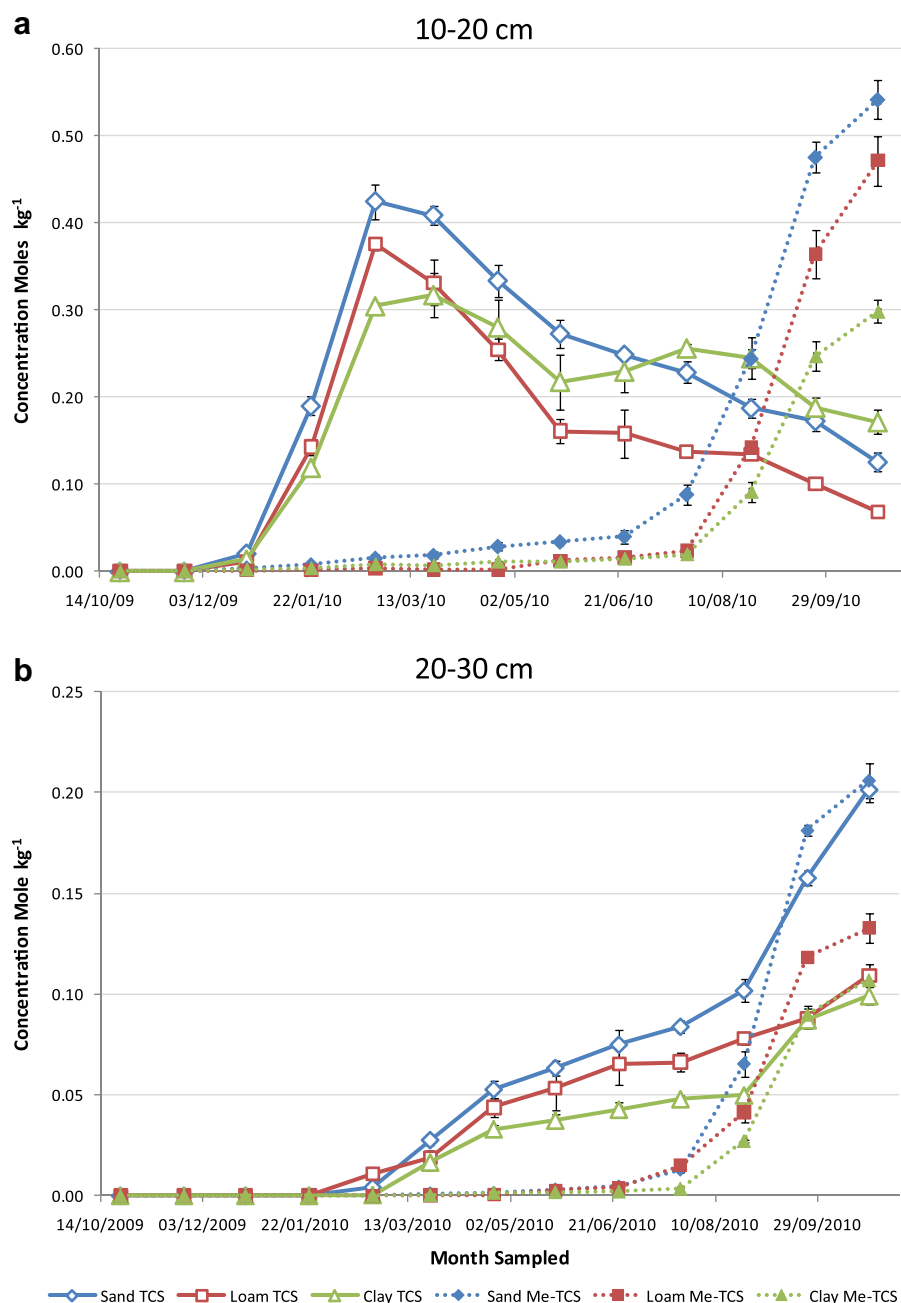 a
10-20 cm
Concentration Moles kg-1
0.60
0.50
0.40
0.30
0.20
0.10
0.00
14/10/09 03/12/09 22/01/10 13/03/10 02/05/10 21/06/10 10/08/10 29/09/10
b
20-30 cm
Concentration Mole kg-1
0.25
0.20
0.15
0.10
0.05
0.00
14/10/2009 03/12/2009 22/01/2010 13/03/2010 02/05/2010 21/06/2010 10/08/2010 29/09/2010
Month Sampled
Sand TCS Loam TCS Clay TCS Sand Me-TCS Loam Me-TCS Clay Me-TCS